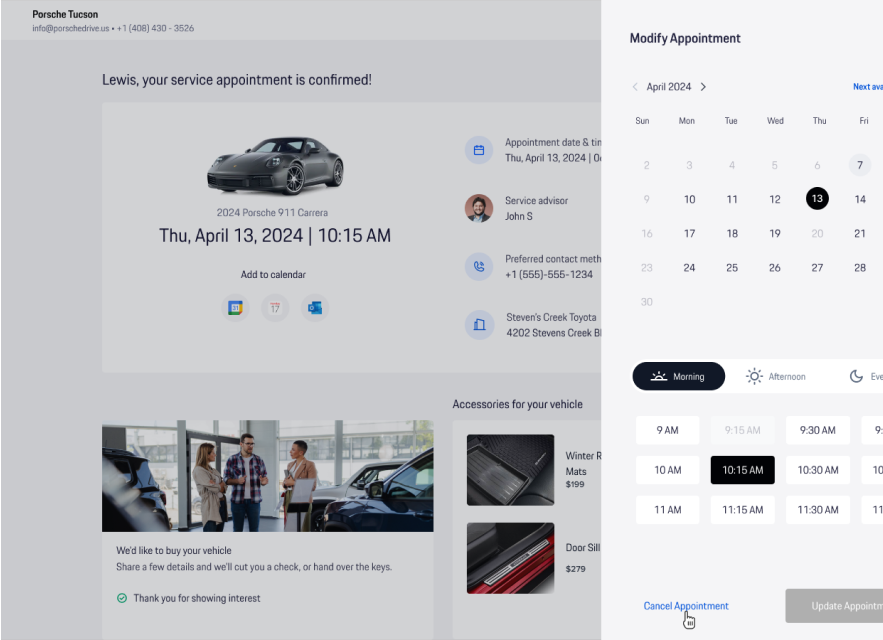 Porsche Tucson
info@porschedrive.us • +1 (408) 430 - 3526
Lewis, your service appointment is confirmed!
2024 Porsche 911 Carrera
Thu, April 13, 2024 | 10:15 AM
Add to calendar
31
17
Appointment date & tin
Thu, April 13, 2024 |
Service advisor
John S
Preferred contact meth
+1 (555)-555-1234
Steven's Creek Toyota
4202 Stevens Creek B
We'd like to buy your vehicle
Share a few details and we'll cut you a check, or hand over the keys.
Thank you for showing interest
Accessories for your vehicle
Winter R
Mats
$199
Door Sill
$279
Modify Appointment
April 2024
Next ava
Sun Mon Tue Wed Thu Fri
2 3 4 5 6 7
9 10 11 12 13 14
16 17 18 19 20 21
23 24 25 26 27 28
30
Morning Afternoon Eve
9 AM 9:15 AM 9:30 AM 9:
10 AM 10:15 AM 10:30 AM 10
11 AM 11:15 AM 11:30 AM 11
Cancel Appointment
Update Appointm